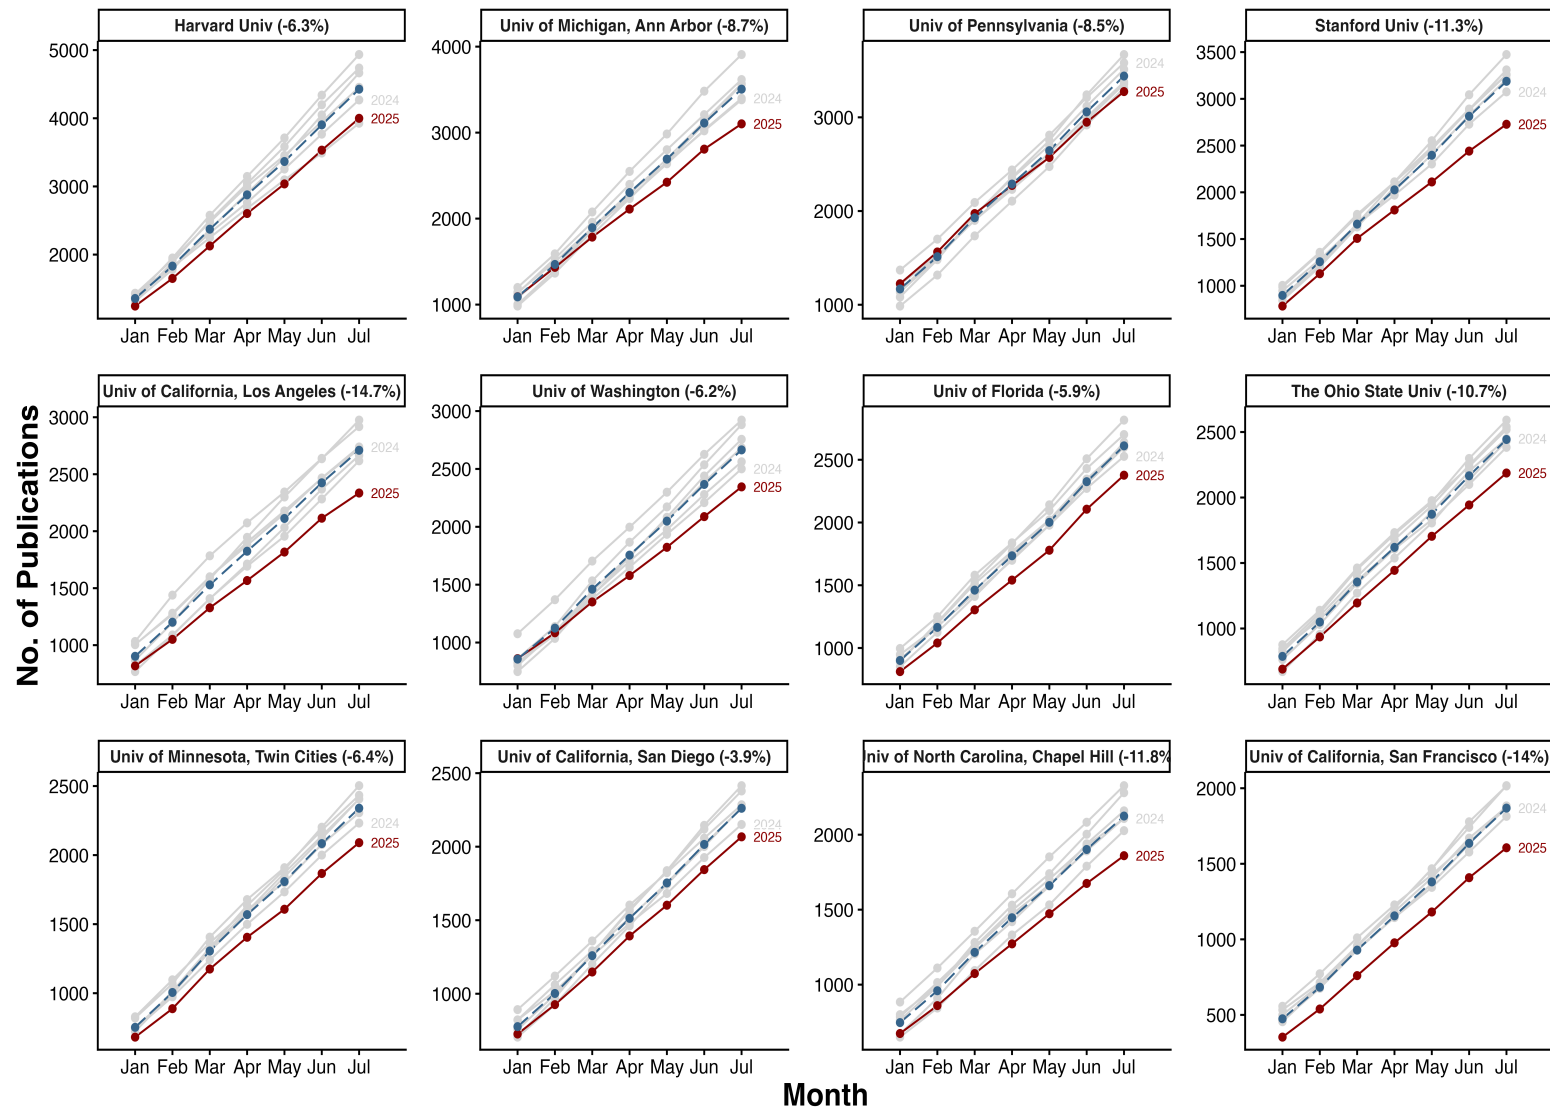 Harvard Univ (-6.3%)
Univ of Michigan, Ann Arbor (-8.7%)
Univ of Pennsylvania (-8.5%)
Stanford Univ (-11.3%)
5000
4000
3000
2000
2024
2025
Jan Feb Mar Apr May Jun Jul
4000
3000
2000
1000
2024
2025
Jan Feb Mar Apr May Jun Jul
3000
2000
1000
2024
2025
Jan Feb Mar Apr May Jun Jul
3500
3000
2500
2000
1500
1000
2024
2025
Jan Feb Mar Apr May Jun Jul
No. of Publications
Univ of California, Los Angeles (-14.7%)
Univ of Washington (-6.2%)
Univ of Florida (-5.9%)
The Ohio State Univ (-10.7%)
3000
2500
2000
1500
1000
2024
2025
Jan Feb Mar Apr May Jun Jul
3000
2500
2000
1500
1000
2024
2025
Jan Feb Mar Apr May Jun Jul
2500
2000
1500
1000
2024
2025
Jan Feb Mar Apr May Jun Jul
2500
2000
1500
1000
2024
2025
Jan Feb Mar Apr May Jun Jul
Univ of Minnesota, Twin Cities (-6.4%)
Univ of California, San Diego (-3.9%)
niv of North Carolina, Chapel Hill (-11.8%
Univ of California, San Francisco (-14%)
2500
2000
1500
1000
2024
2025
Jan Feb Mar Apr May Jun Jul
2500
2000
1500
1000
2024
2025
Jan Feb Mar Apr May Jun Jul
2000
1500
1000
2024
2025
Jan Feb Mar Apr May Jun Jul
2000
1500
1000
500
2024
2025
Jan Feb Mar Apr May Jun Jul
Month